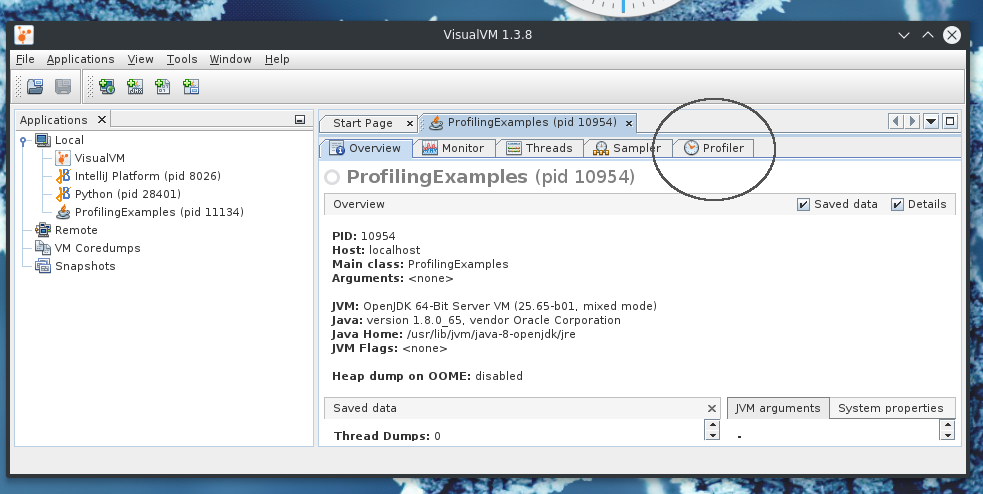 VisualVM 1.3.8
File Applications View Tools Window Help
Applications
Local
VisualVM
IntelliJ Platform (pid 8026)
Python (pid 28401)
ProfilingExamples (pid 11134)
Remote
VM Coredumps
Snapshots
Start Page ProfilingExamples (pid 10954)
Overview Monitor Threads Sampler Profiler
ProfilingExamples (pid 10954)
Overview Saved data Details
PID: 10954
Host: localhost
Main class: ProfilingExamples
Arguments: <none>
JVM: OpenJDK 64-Bit Server VM (25.65-b01, mixed mode)
Java: version 1.8.0_65, vendor Oracle Corporation
Java Home: /usr/lib/jvm/java-8-openjdk/jre
JVM Flags: <none>
Heap dump on OOME: disabled
Saved data
Thread Dumps: 0
JVM arguments System properties
-